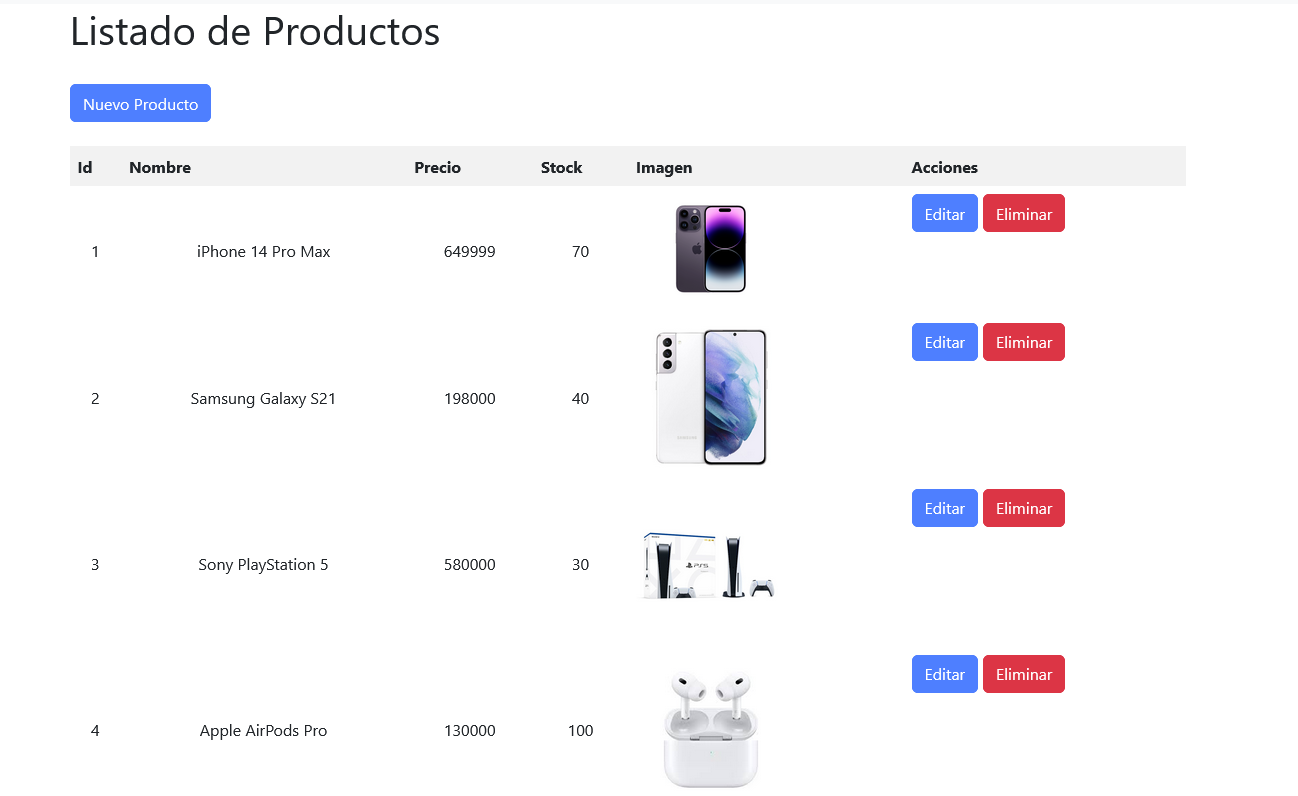 Listado de Productos
Nuevo Producto
Id Nombre Precio Stock Imagen Acciones
Editar Eliminar
1 iPhone 14 Pro Max 649999 70
Editar Eliminar
2 Samsung Galaxy S21 198000 40
SAMSUNG
Editar Eliminar
3 Sony PlayStation 5 580000 30
PS5
Editar Eliminar
4 Apple AirPods Pro 130000 100